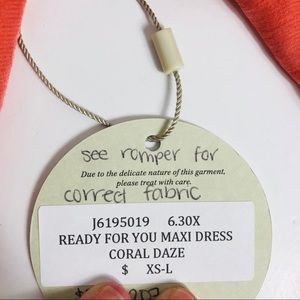 see romper for
Due to the delicate nature of this garment,
please treat with care.
correct fabric
J6195019 6.30X
READY FOR YOU MAXI DRESS
CORAL DAZE
$ XS-L